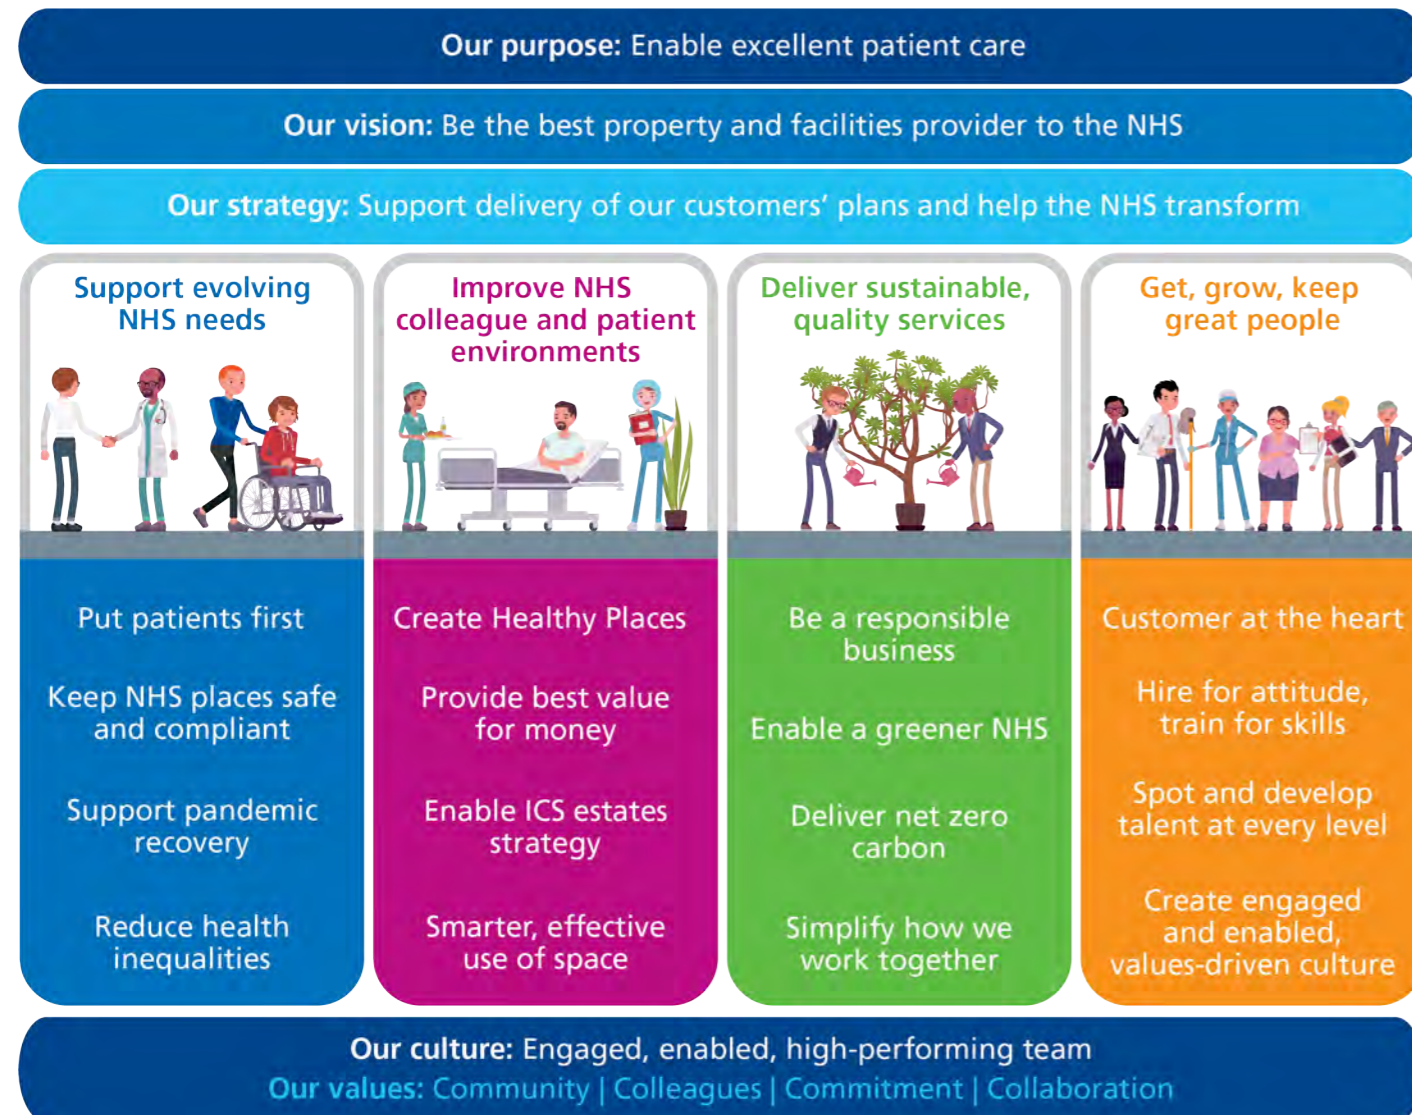 Our purpose: Enable excellent patient care
Our vision: Be the best property and facilities provider to the NHS
Our strategy: Support delivery of our customers’ plans and help the NHS transform
Support evolving
NHS needs
Put patients first
Keep NHS places safe
and compliant
Support pandemic
recovery
Reduce health
inequalities
Improve NHS
colleague and patient
environments
Create Healthy Places
Provide best value
for money
Enable ICS estates
strategy
Smarter, effective
use of space
Deliver sustainable,
quality services
Be a responsible
business
Enable a greener NHS
Deliver net zero
carbon
Simplify how we
work together
Get, grow, keep
great people
Customer at the heart
Hire for attitude,
train for skills
Spot and develop
talent at every level
Create engaged
and enabled,
values-driven culture
Our culture: Engaged, enabled, high-performing team
Our values: Community | Colleagues | Commitment | Collaboration